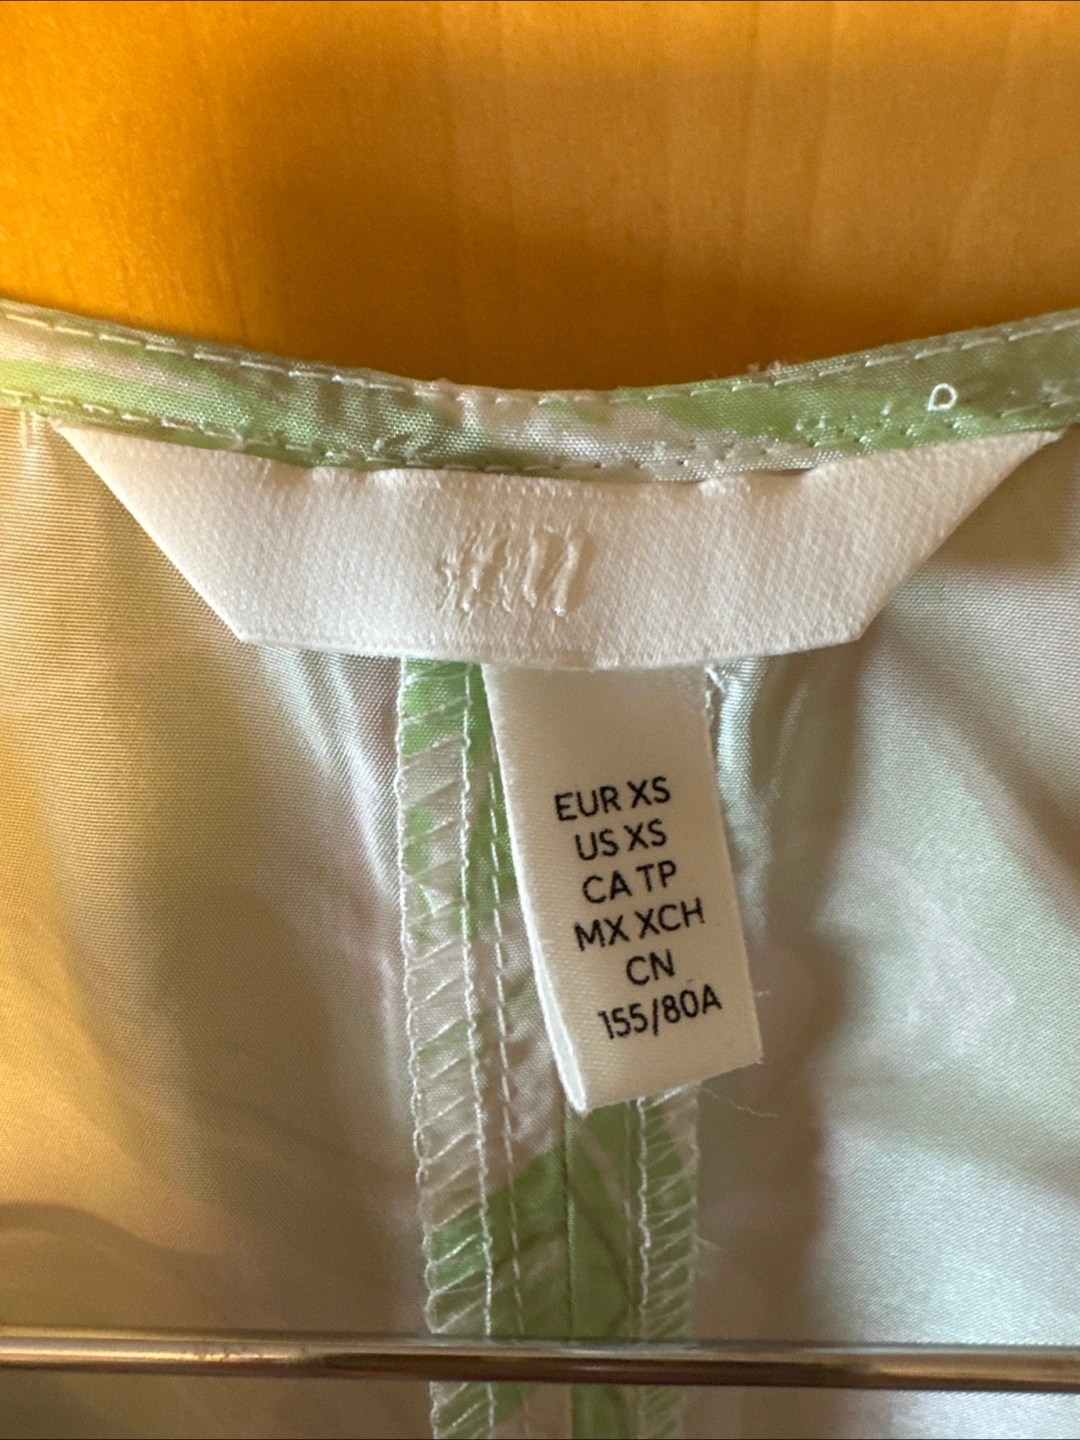 H&M
EUR XS
US XS
CA TP
MX XCH
CN
155/80A